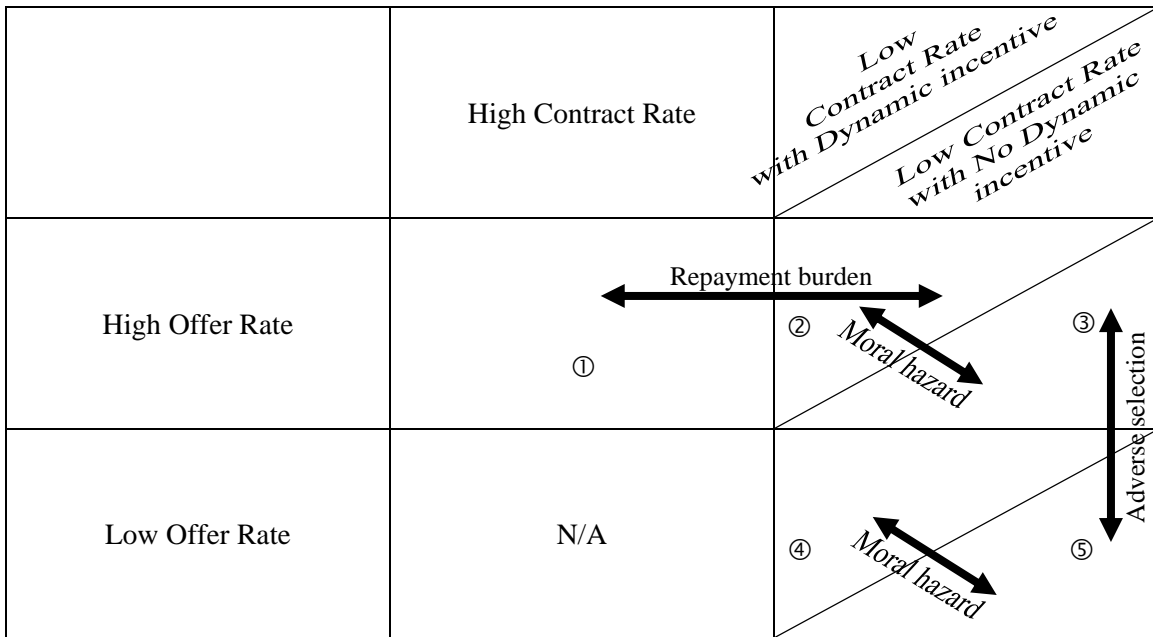 High Contract Rate
Low
Contract Rate
with Dynamic incentive
Low Contract Rate
with No Dynamic
incentive
High Offer Rate
①
Repayment burden
②
Moral hazard
③
Adverse selection
Low Offer Rate
N/A
④
Moral hazard
⑤